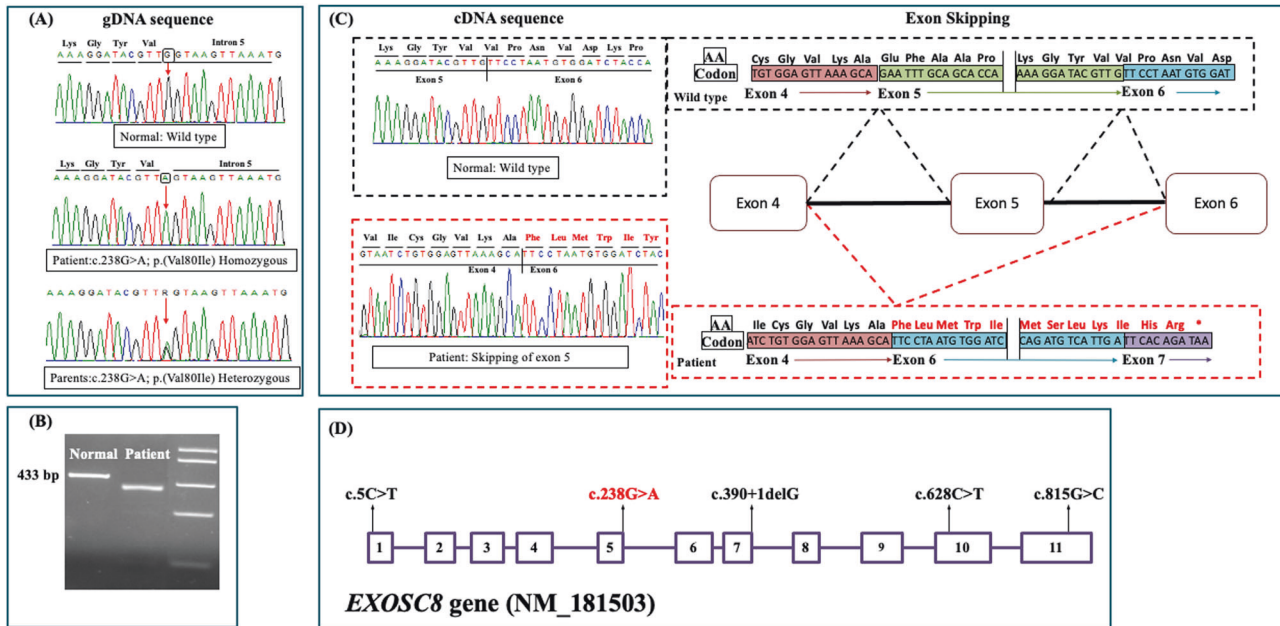 (A)
gDNA sequence
Lys Gly Tyr Val Intron 5
A A A G G A T A C G T T G G T A A G T T A A A T G
Normal: Wild type
Lys Gly Tyr Val Intron 5
A A A G G A T A C G T T A G T A A G T T A A A T G
Patient:c.238G>A; p.(Val80Ile) Homozygous
A A A G G A T A C G T T R G T A A G T T A A A T G
Parents:c.238G>A; p.(Val80Ile) Heterozygous
(B)
Normal Patient
433 bp
(C)
cDNA sequence
Lys Gly Tyr Val Val Pro Asn Val Asp Lys Pro
A A A G G A T A C G T T G T T C C T A A T G T G G A T C T A C C A
Exon 5 Exon 6
Normal: Wild type
Val Ile Cys Gly Val Lys Ala Phe Leu Met Trp Ile Tyr
G T A A T C T G T G G A G T T A A A G C A T T C C T A A T G T G G A T C T A C
Exon 4 Exon 6
Patient: Skipping of exon 5
Exon Skipping
AA Cys Gly Val Lys Ala Glu Phe Ala Ala Pro Lys Gly Tyr Val Val Pro Asn Val Asp
Codon TGT GGA GTT AAA GCA GAA TTT GCA GCA CCA AAA GGA TAC GTT G TT CCT AAT GTG GAT
Wild type Exon 4 Exon 5 Exon 6
Exon 4 Exon 5 Exon 6
AA Ile Cys Gly Val Lys Ala Phe Leu Met Trp Ile Met Ser Leu Lys Ile His Arg *
Codon ATC TGT GGA GTT AAA GCA TTC CTA ATG TGG ATC CAG ATG TCA TTG A TT CAC AGA TAA
Patient Exon 4 Exon 6 Exon 7
(D)
c.5C>T c.238G>A c.390+1delG c.628C>T c.815G>C
1 2 3 4 5 6 7 8 9 10 11
EXOSC8 gene (NM_181503)